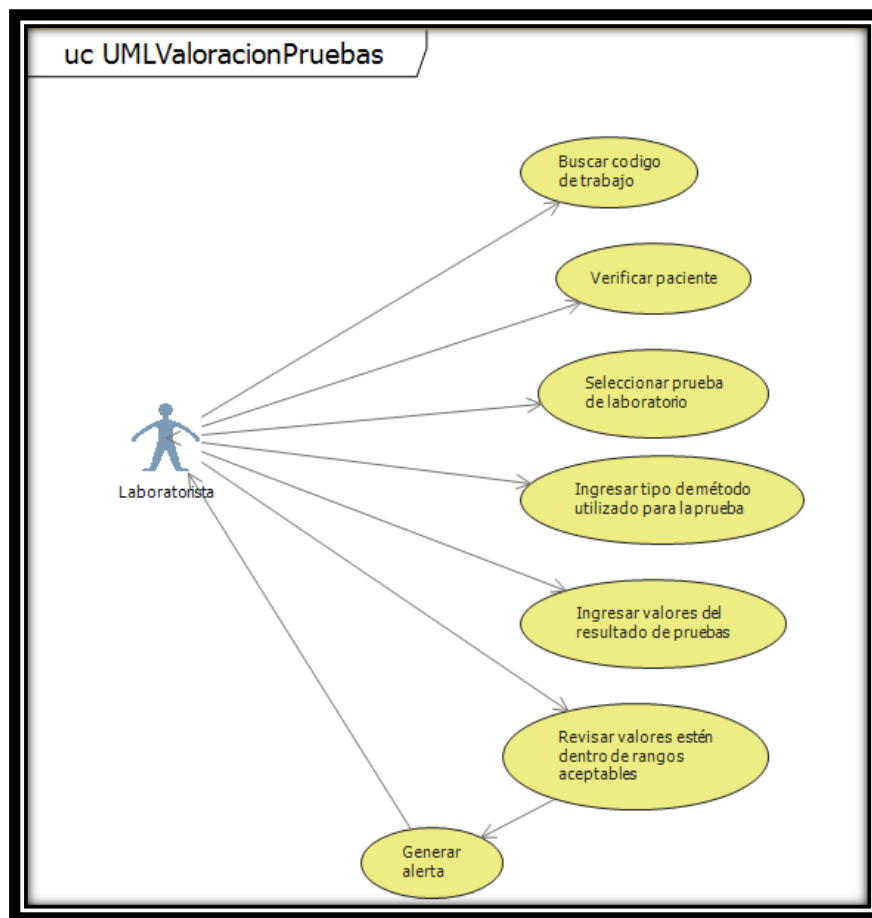 uc UMLValoracionPruebas
Buscar codigo
de trabajo
Verificar paciente
Seleccionar prueba
de laboratorio
Laboratorista
Ingresar tipo de método
utilizado para la prueba
Ingresar valores del
resultado de pruebas
Revisar valores estén
dentro de rangos
aceptables
Generar
alerta